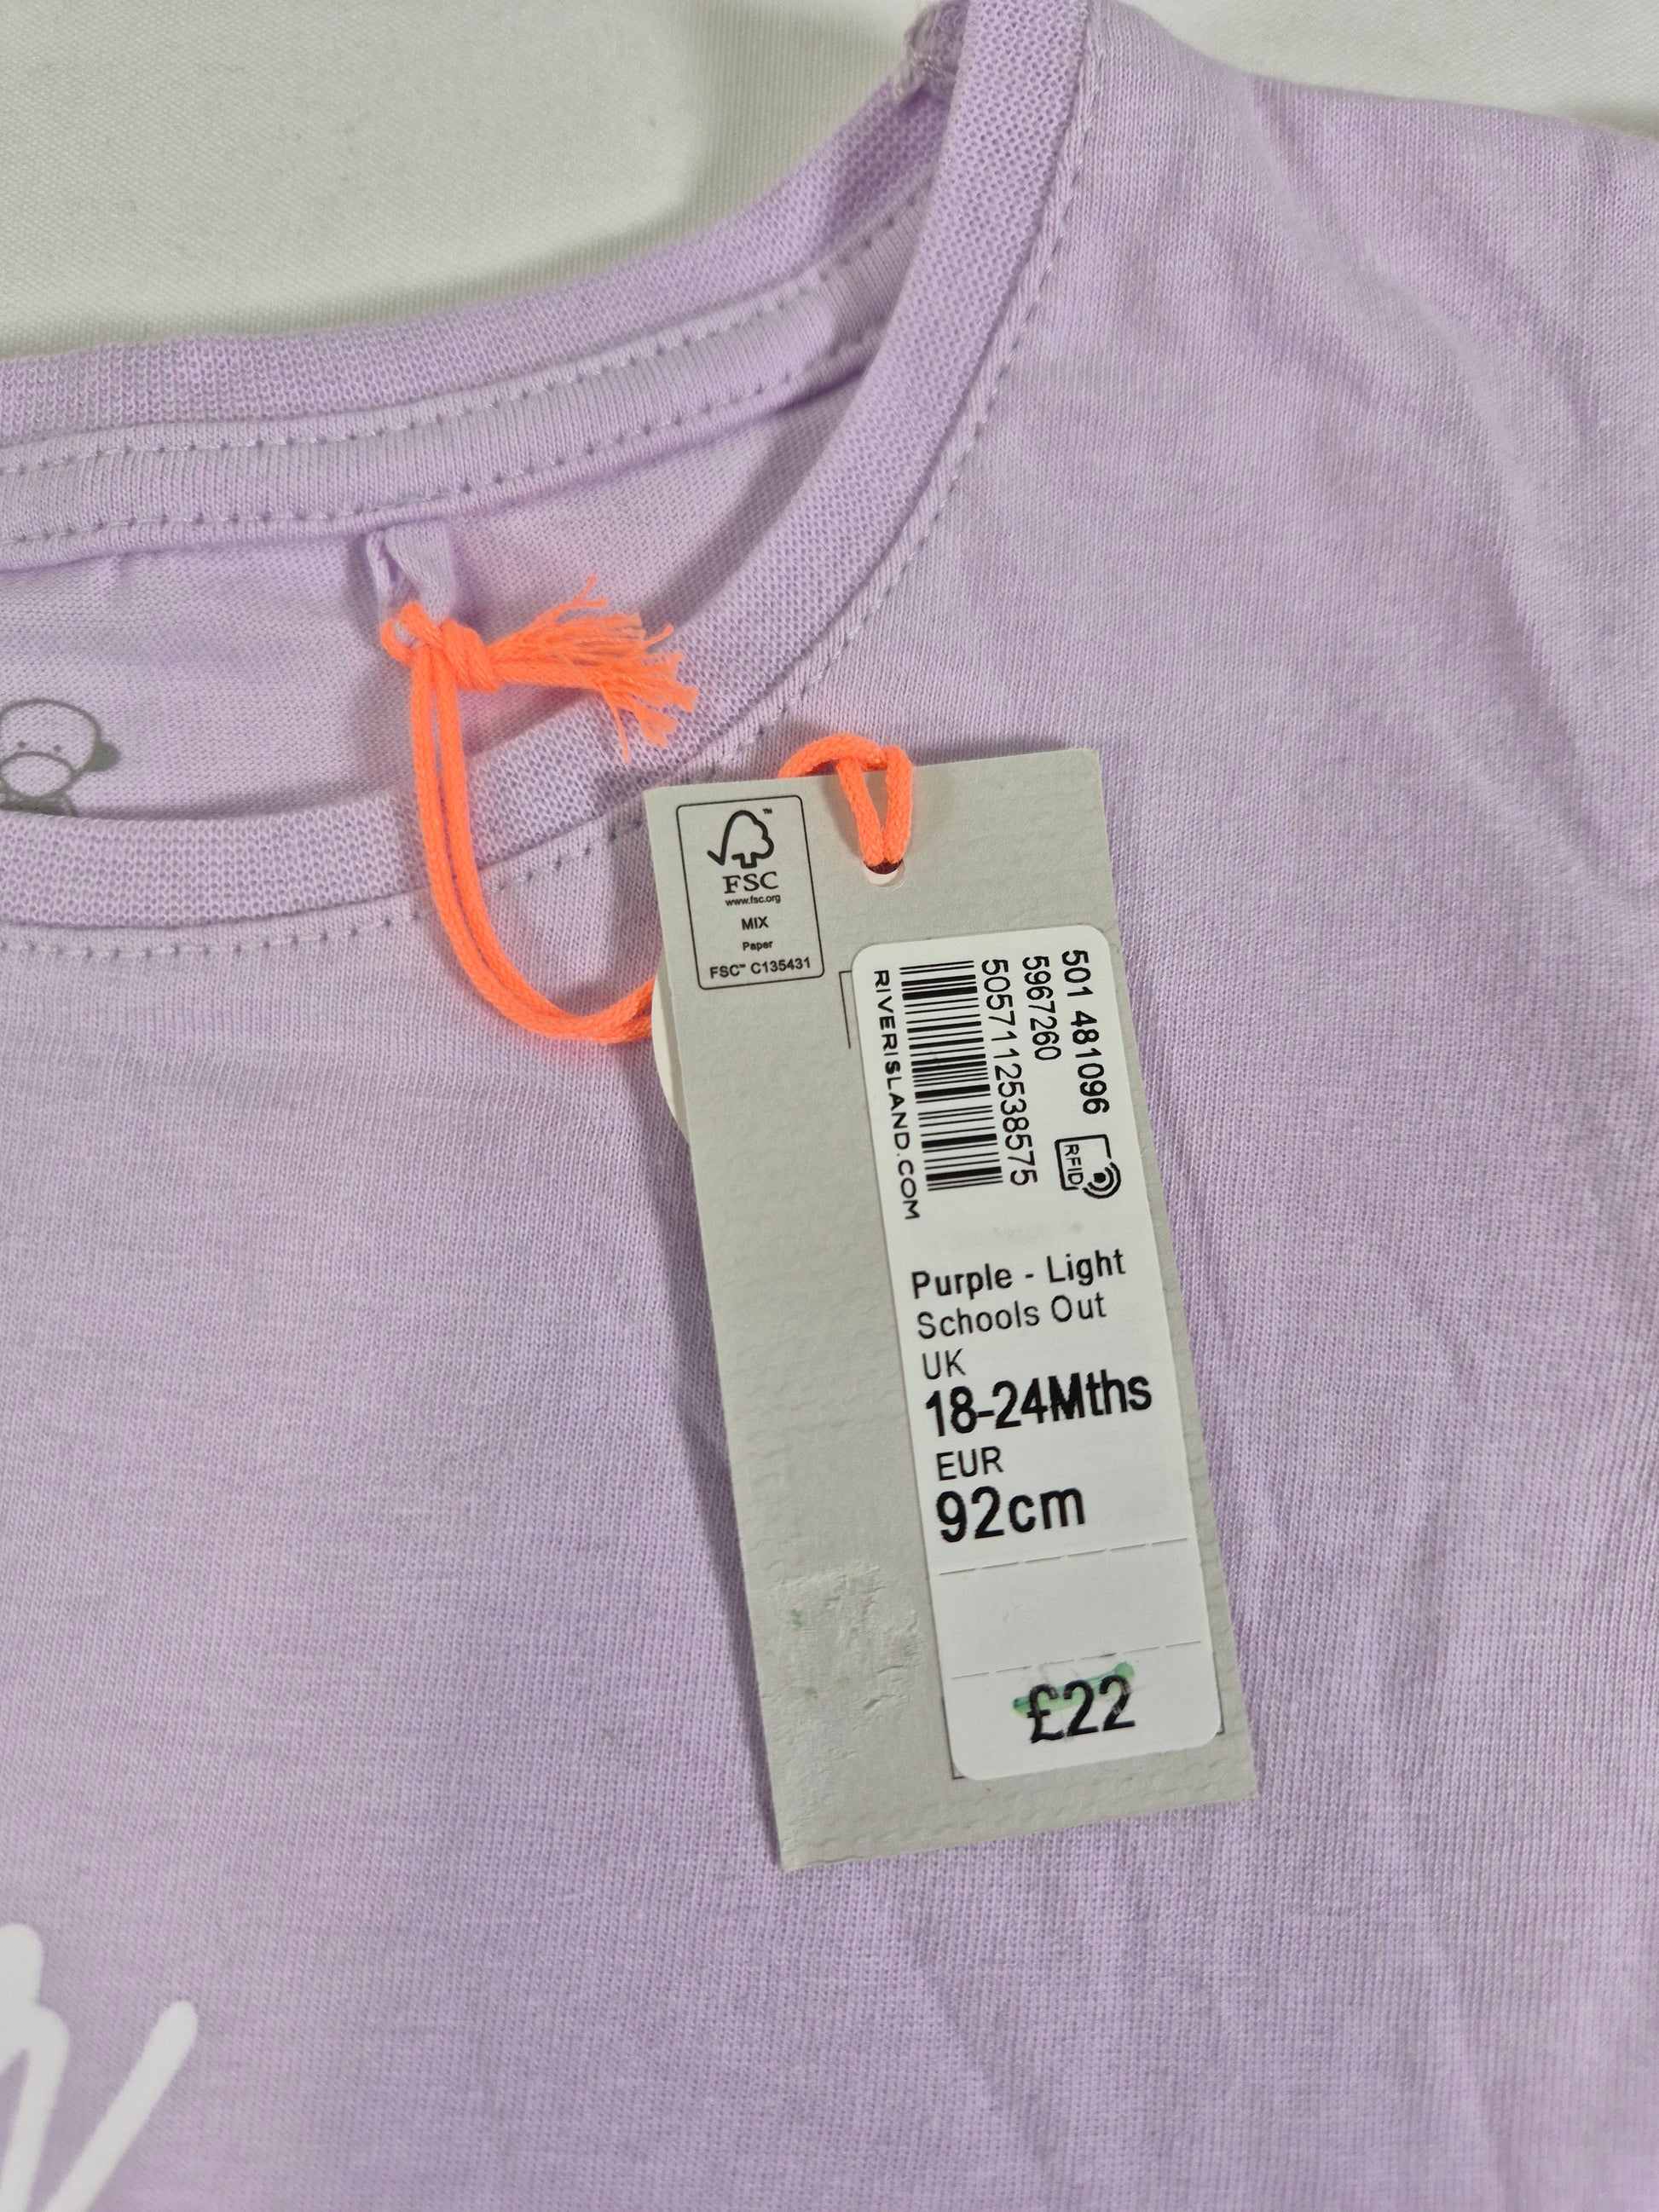 FSC
www.fsc.org
MIX
Paper
FSC™ C135431
501 481096
5967260
5057112538575
RIVERISLAND.COM
RFID
Purple - Light
Schools Out
UK
18-24Mths
EUR
92cm
£22